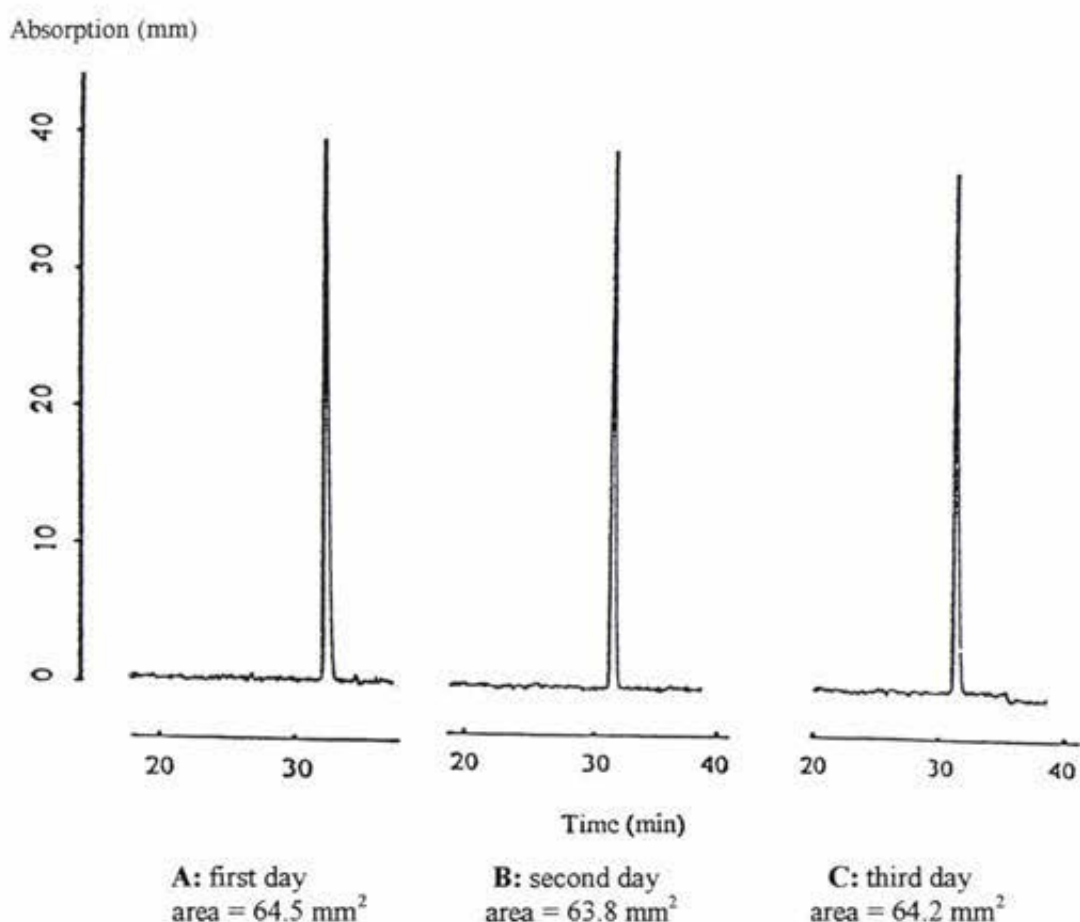 Absorption (mm)
40
30
20
10
0
20 30
20 30 40
20 30 40
Time (min)
A: first day
area = 64.5 mm²
B: second day
area = 63.8 mm²
C: third day
area = 64.2 mm²